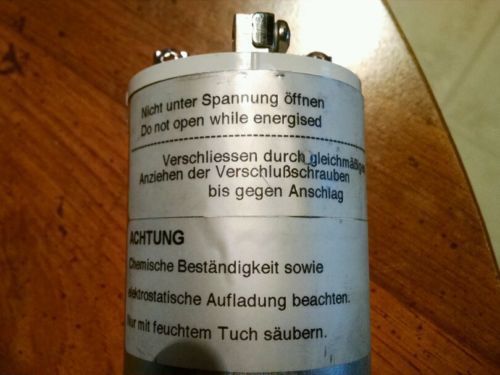 Nicht unter Spannung öffnen
Do not open while energised
Verschliessen durch gleichmäßiges
Anziehen der Verschlußschrauben
bis gegen Anschlag
ACHTUNG
Chemische Beständigkeit sowie
elektrostatische Aufladung beachten.
Nur mit feuchtem Tuch säubern.